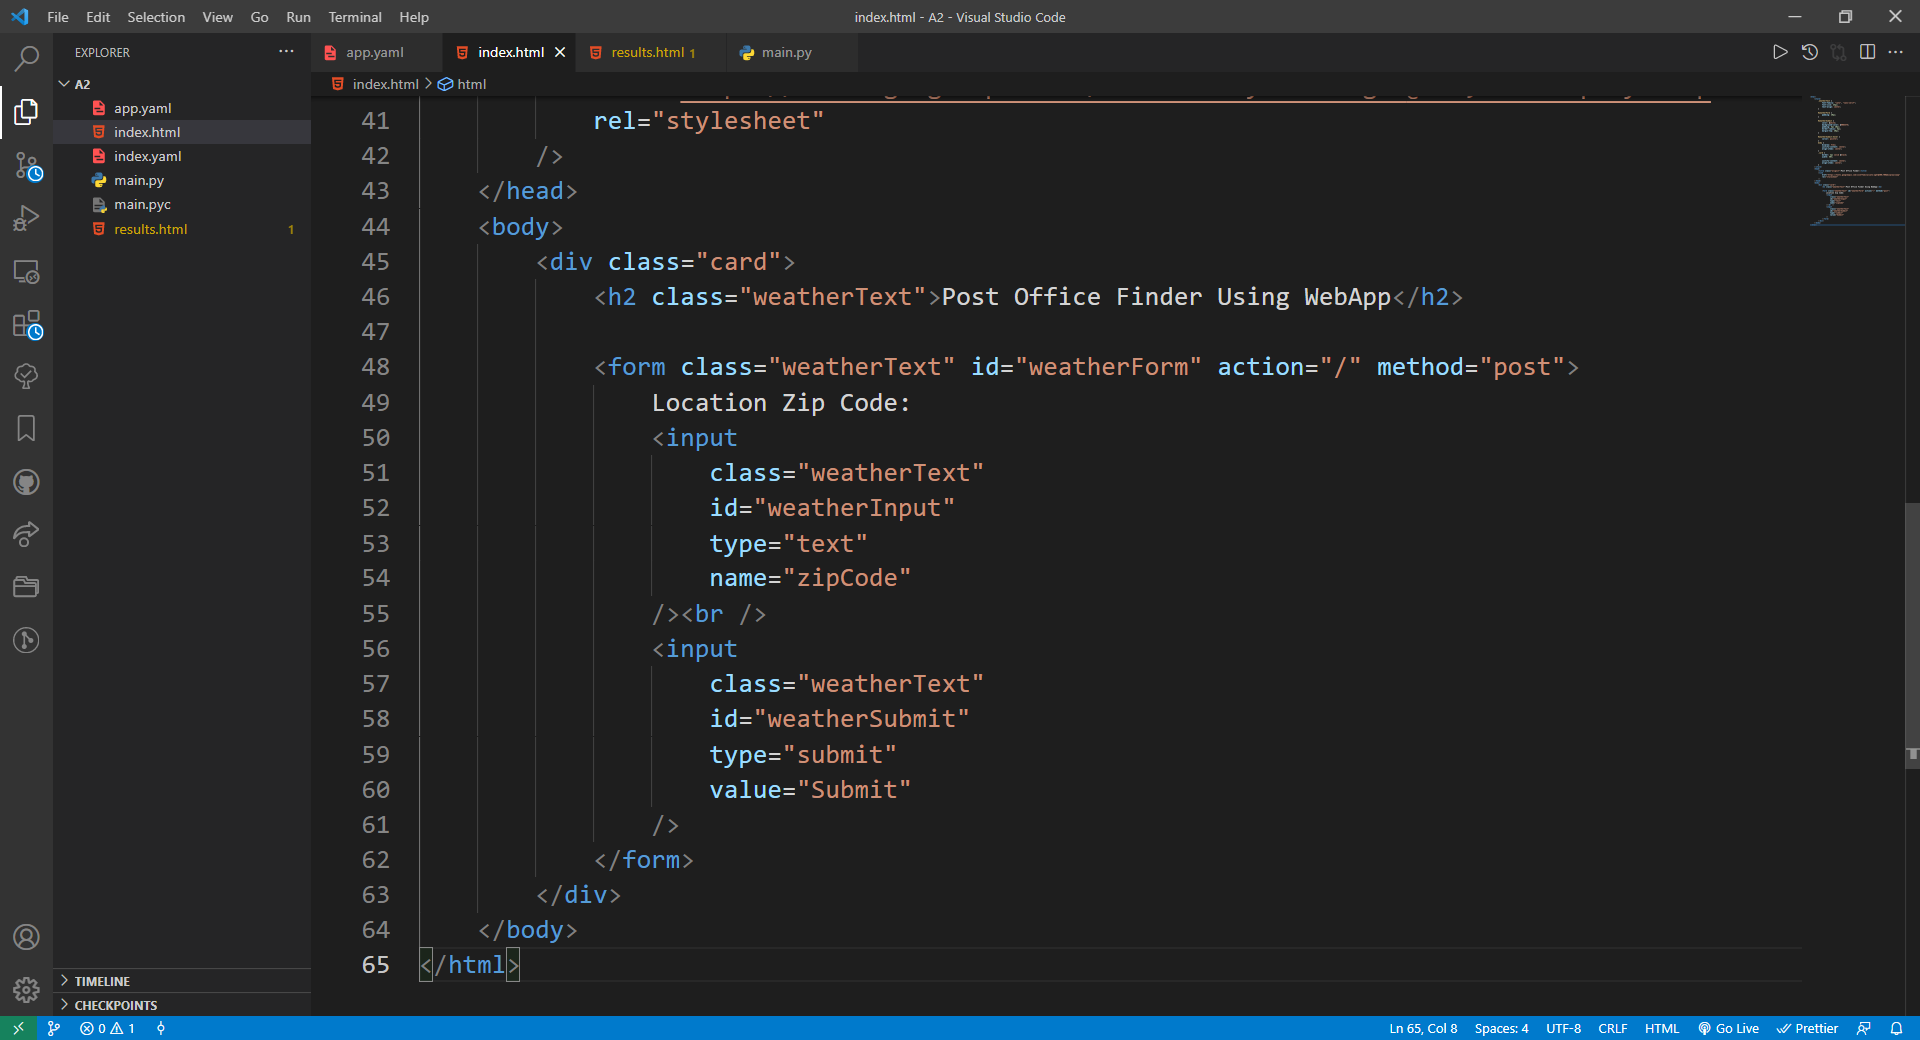 File Edit Selection View Go Run Terminal Help
index.html - A2 - Visual Studio Code
EXPLORER
A2
app.yaml
index.html
index.yaml
main.py
main.pyc
results.html 1
TIMELINE
CHECKPOINTS
app.yaml index.html results.html 1 main.py
index.html > html
41 rel="stylesheet"
42 />
43 </head>
44 <body>
45 <div class="card">
46 <h2 class="weatherText">Post Office Finder Using WebApp</h2>
47
48 <form class="weatherText" id="weatherForm" action="/" method="post">
49 Location Zip Code:
50 <input
51 class="weatherText"
52 id="weatherInput"
53 type="text"
54 name="zipCode"
55 /><br />
56 <input
57 class="weatherText"
58 id="weatherSubmit"
59 type="submit"
60 value="Submit"
61 />
62 </form>
63 </div>
64 </body>
65 </html>
0 1
Ln 65, Col 8 Spaces: 4 UTF-8 CRLF HTML Go Live Prettier